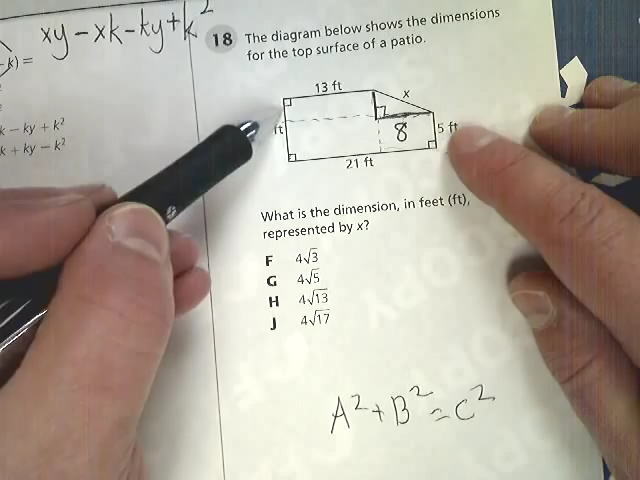 xy - xk - ky + k²
-k) =
k - ky + k²
k + ky - k²
18 The diagram below shows the dimensions
for the top surface of a patio.
13 ft
x
ft
8
5 ft
21 ft
What is the dimension, in feet (ft),
represented by x?
F 4√3
G 4√5
H 4√13
J 4√17
A² + B² = C²